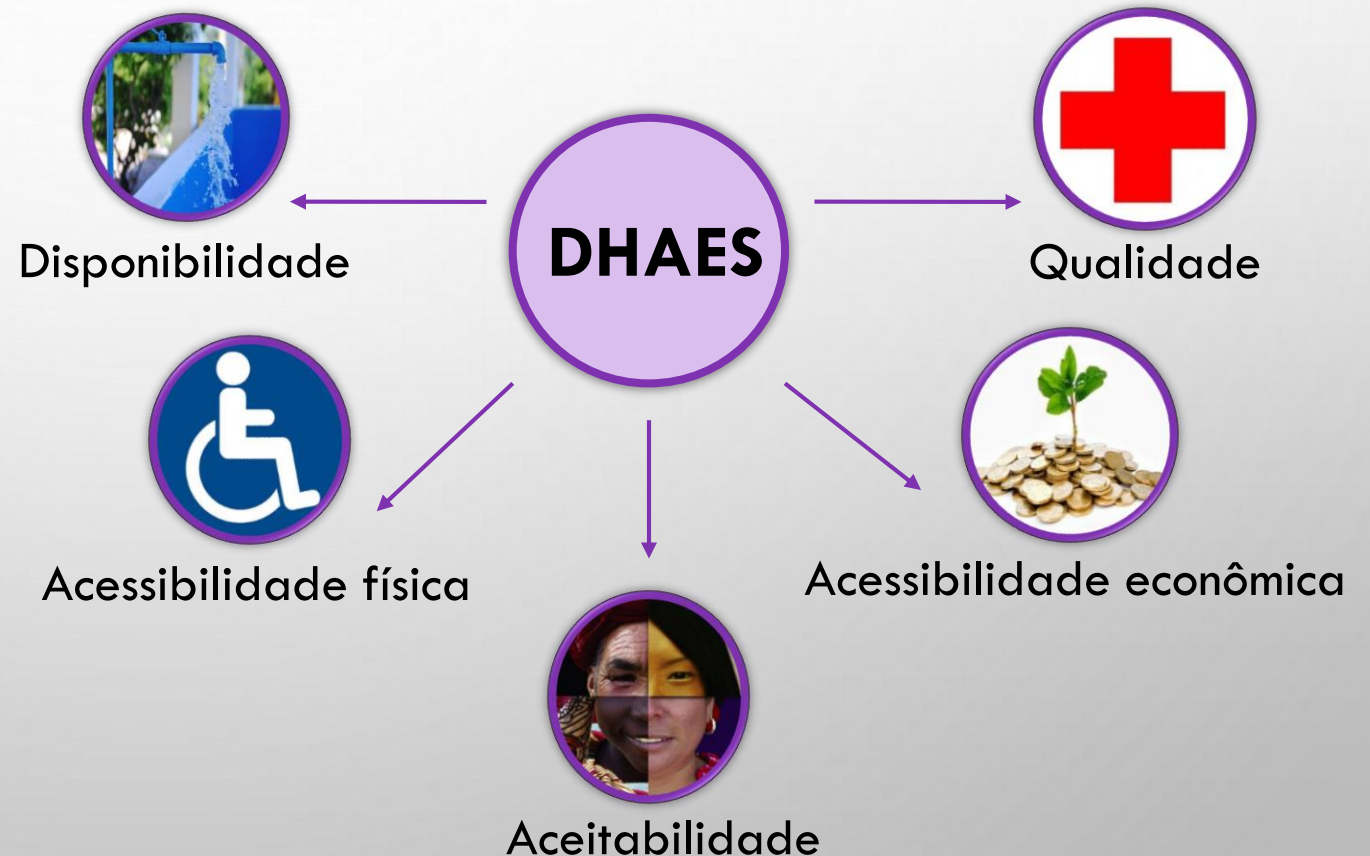 DHAES
Disponibilidade
Qualidade
Acessibilidade física
Acessibilidade econômica
Aceitabilidade